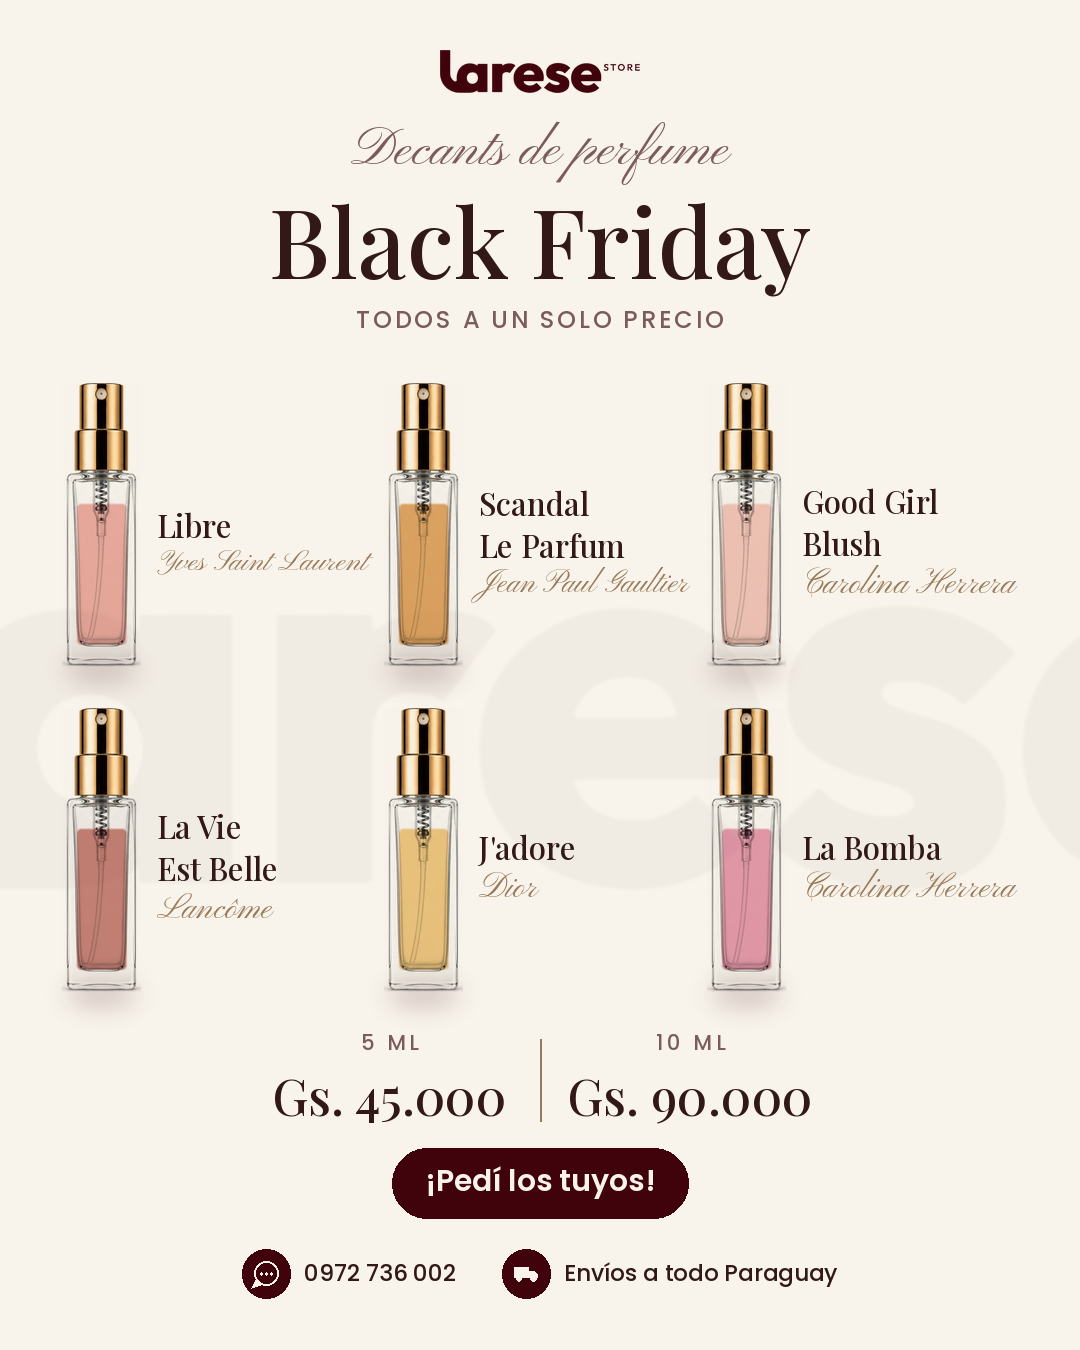 Larese STORE
Decants de perfume
Black Friday
TODOS A UN SOLO PRECIO
Libre
Yves Saint Laurent
Scandal
Le Parfum
Jean Paul Gaultier
Good Girl
Blush
Carolina Herrera
La Vie
Est Belle
Lancôme
J'adore
Dior
La Bomba
Carolina Herrera
5 ML
Gs. 45.000
10 ML
Gs. 90.000
¡Pedí los tuyos!
0972 736 002
Envíos a todo Paraguay